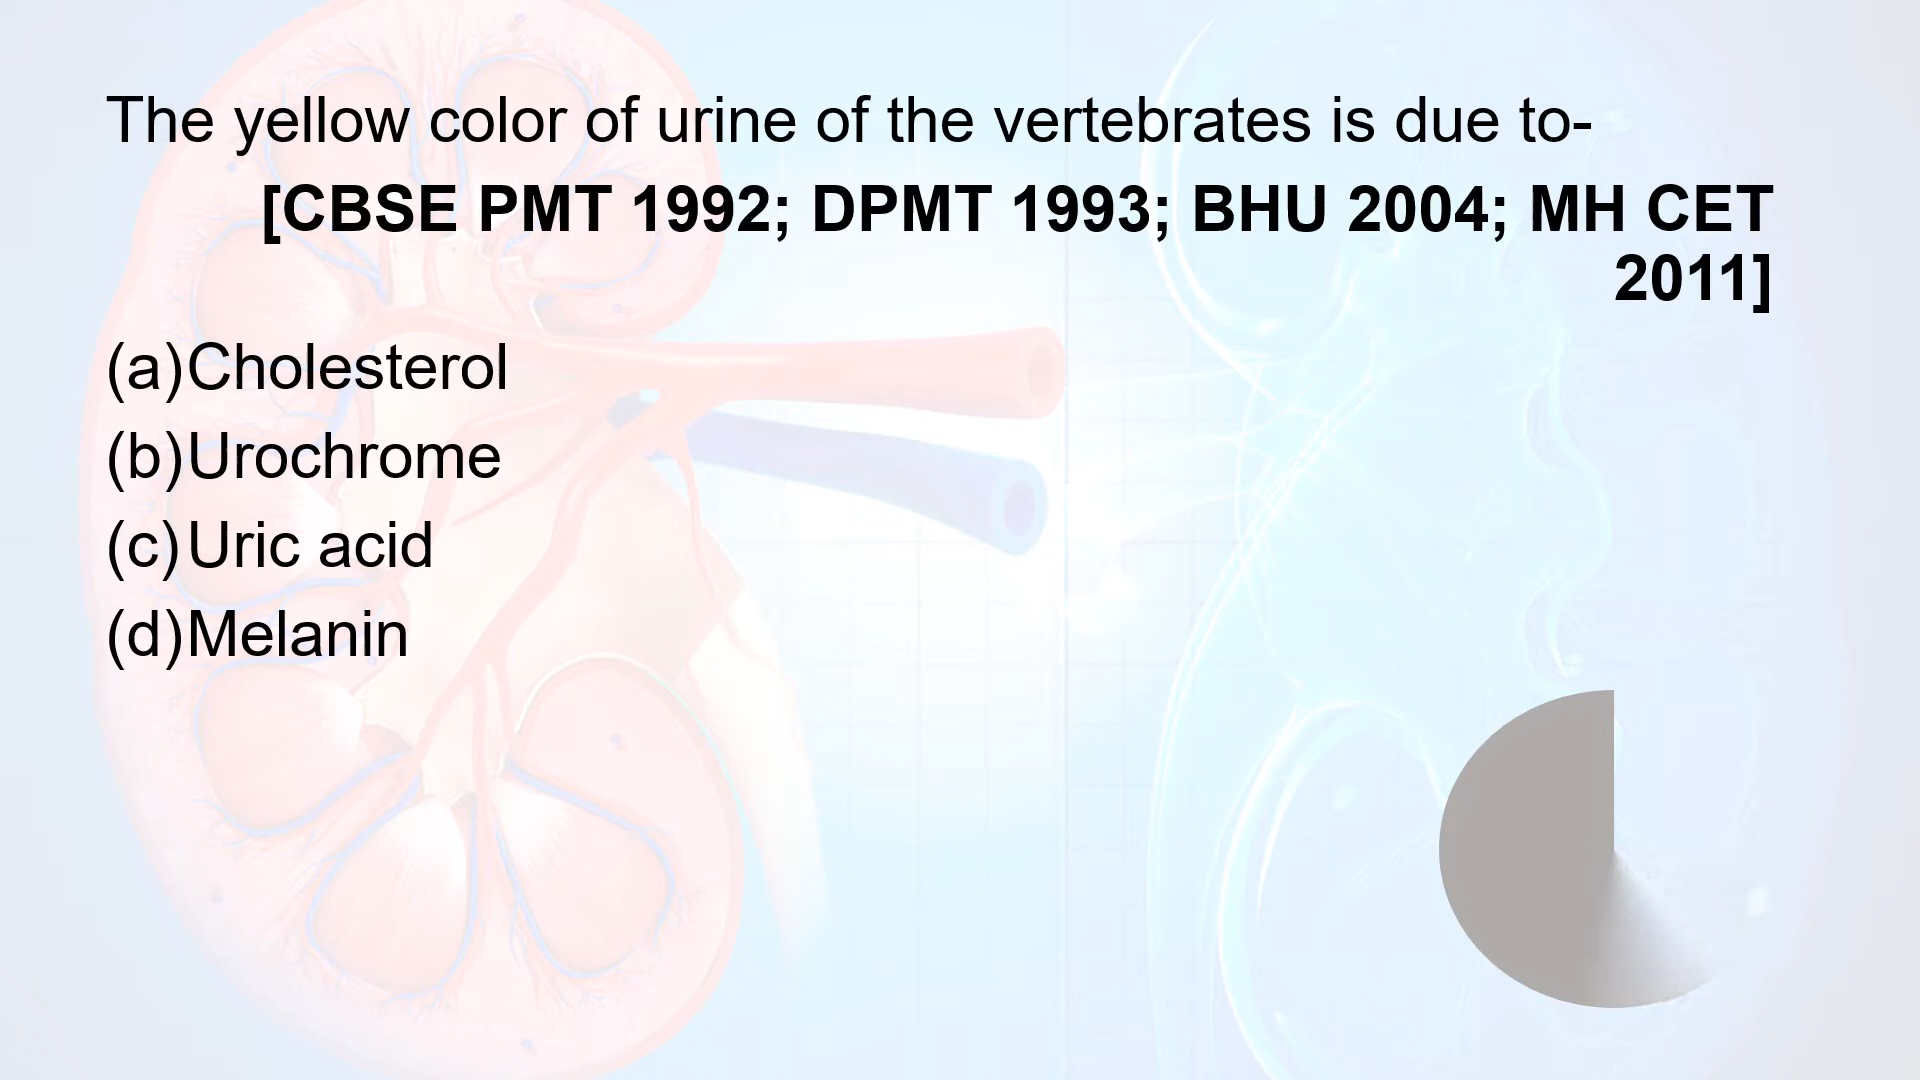 The yellow color of urine of the vertebrates is due to-
[CBSE PMT 1992; DPMT 1993; BHU 2004; MH CET
2011]
(a)Cholesterol
(b)Urochrome
(c)Uric acid
(d)Melanin